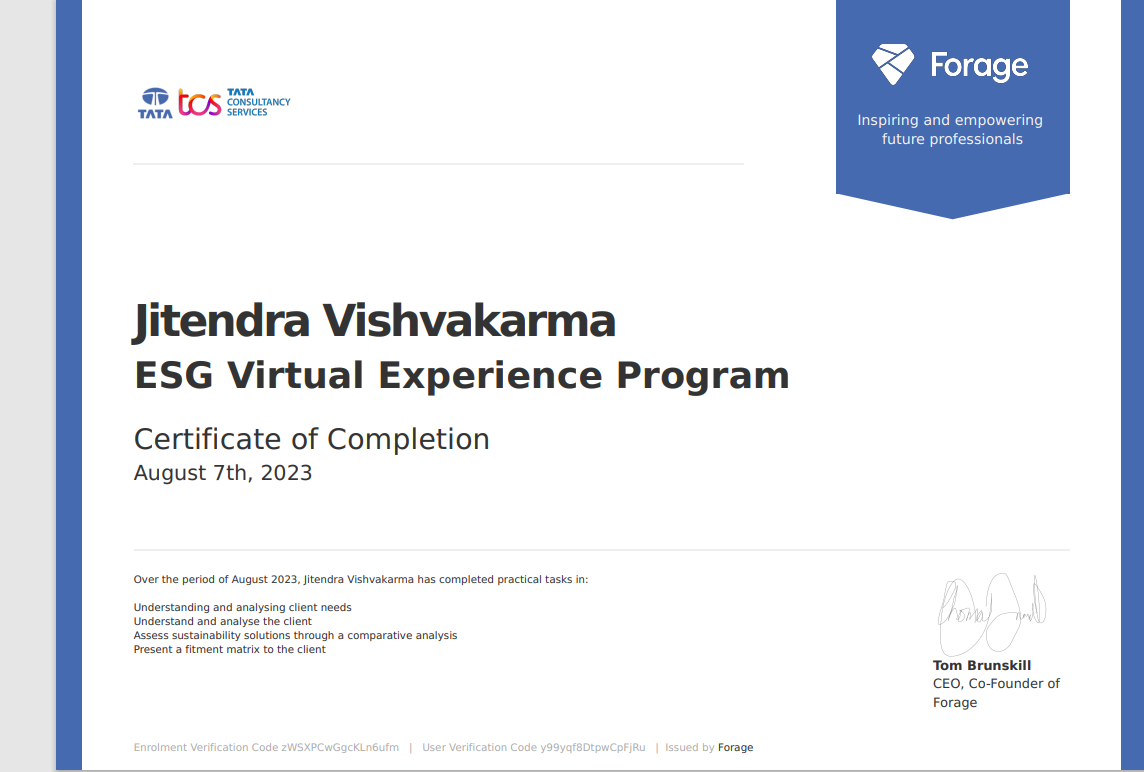 TATA
tcs
TATA
CONSULTANCY
SERVICES
Forage
Inspiring and empowering
future professionals
Jitendra Vishvakarma
ESG Virtual Experience Program
Certificate of Completion
August 7th, 2023
Over the period of August 2023, Jitendra Vishvakarma has completed practical tasks in:
Understanding and analysing client needs
Understand and analyse the client
Assess sustainability solutions through a comparative analysis
Present a fitment matrix to the client
Tom Brunskill
CEO, Co-Founder of
Forage
Enrolment Verification Code zWSXPCwGgcKLn6ufm | User Verification Code y99yqf8DtpwCpFjRu | Issued by Forage